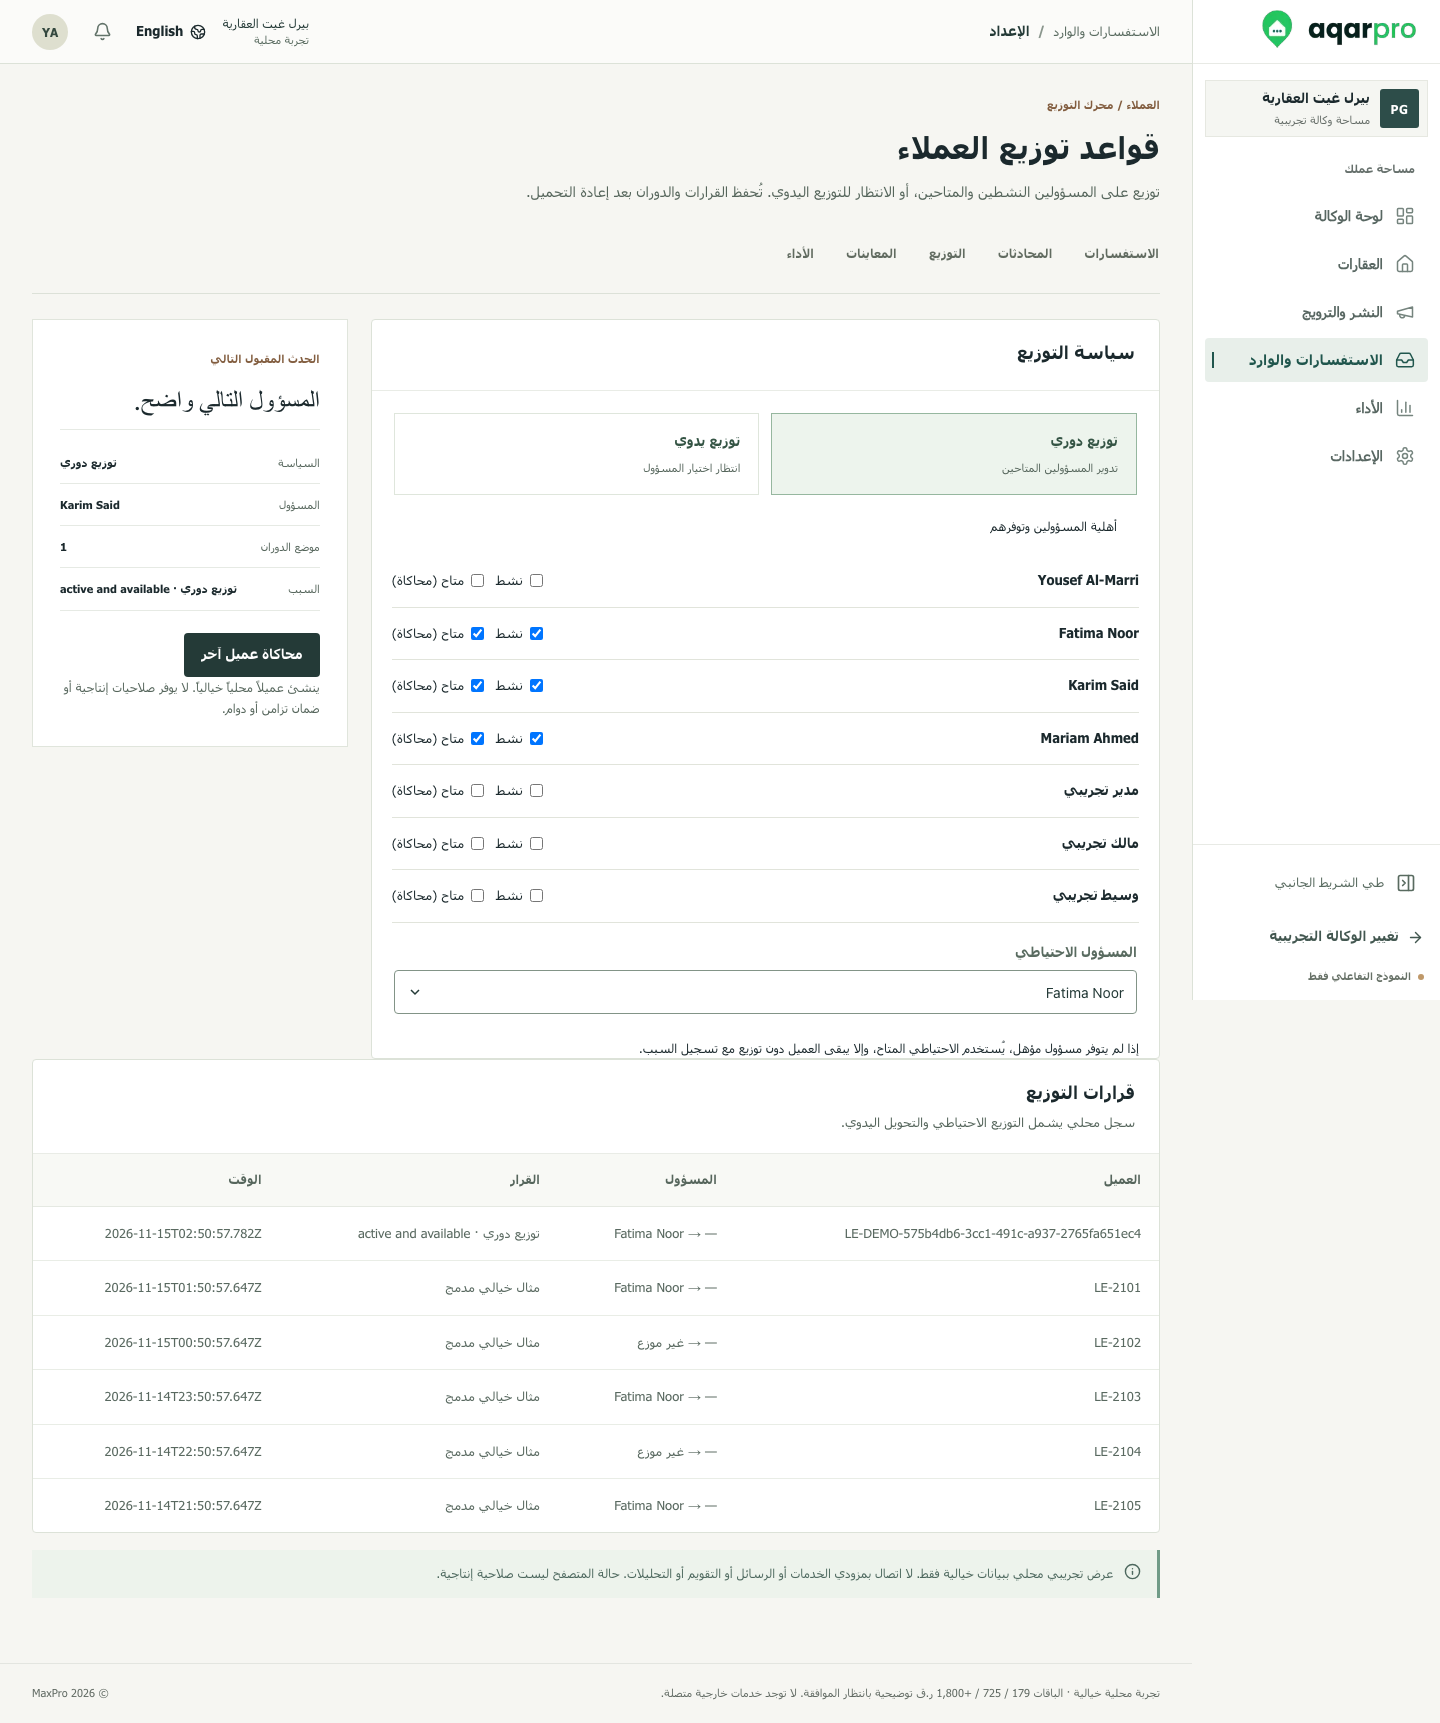 aqarpro
PG
بيرل غيت العقارية
مساحة وكالة تجريبية
مساحة عملك
لوحة الوكالة
العقارات
النشر والترويج
الاستفسارات والوارد
الأداء
الإعدادات
طي الشريط الجانبي
تغيير الوكالة التجريبية
النموذج التفاعلي فقط
الاستفسارات والوارد / الإعداد
بيرل غيت العقارية
تجربة محلية
English
YA
العملاء / محرك التوزيع
قواعد توزيع العملاء
توزيع على المسؤولين النشطين والمتاحين، أو الانتظار للتوزيع اليدوي. تُحفظ القرارات والدوران بعد إعادة التحميل.
الاستفسارات المحادثات التوزيع المعاينات الأداء
سياسة التوزيع
توزيع دوري
تدوير المسؤولين المتاحين
توزيع يدوي
انتظار اختيار المسؤول
أهلية المسؤولين وتوفرهم
Yousef Al-Marri نشط متاح (محاكاة)
Fatima Noor نشط متاح (محاكاة)
Karim Said نشط متاح (محاكاة)
Mariam Ahmed نشط متاح (محاكاة)
مدير تجريبي نشط متاح (محاكاة)
مالك تجريبي نشط متاح (محاكاة)
وسيط تجريبي نشط متاح (محاكاة)
المسؤول الاحتياطي
Fatima Noor
إذا لم يتوفر مسؤول مؤهل، يُستخدم الاحتياطي المتاح، وإلا يبقى العميل دون توزيع مع تسجيل السبب.
الحدث المقبول التالي
المسؤول التالي واضح.
السياسة توزيع دوري
المسؤول Karim Said
موضع الدوران 1
السبب توزيع دوري · active and available
محاكاة عميل آخر
ينشئ عميلاً محلياً خيالياً. لا يوفر صلاحيات إنتاجية أو
ضمان تزامن أو دوام.
قرارات التوزيع
سجل محلي يشمل التوزيع الاحتياطي والتحويل اليدوي.
العميل المسؤول القرار الوقت
LE-DEMO-575b4db6-3cc1-491c-a937-2765fa651ec4 — → Fatima Noor توزيع دوري · active and available 2026-11-15T02:50:57.782Z
LE-2101 — → Fatima Noor مثال خيالي مدمج 2026-11-15T01:50:57.647Z
LE-2102 — → غير موزع مثال خيالي مدمج 2026-11-15T00:50:57.647Z
LE-2103 — → Fatima Noor مثال خيالي مدمج 2026-11-14T23:50:57.647Z
LE-2104 — → غير موزع مثال خيالي مدمج 2026-11-14T22:50:57.647Z
LE-2105 — → Fatima Noor مثال خيالي مدمج 2026-11-14T21:50:57.647Z
عرض تجريبي محلي ببيانات خيالية فقط. لا اتصال بمزودي الخدمات أو الرسائل أو التقويم أو التحليلات. حالة المتصفح ليست صلاحية إنتاجية.
تجربة محلية خيالية · الباقات 179 / 725 / +1,800 ر.ق توضيحية بانتظار الموافقة. لا توجد خدمات خارجية متصلة.
© 2026 MaxPro